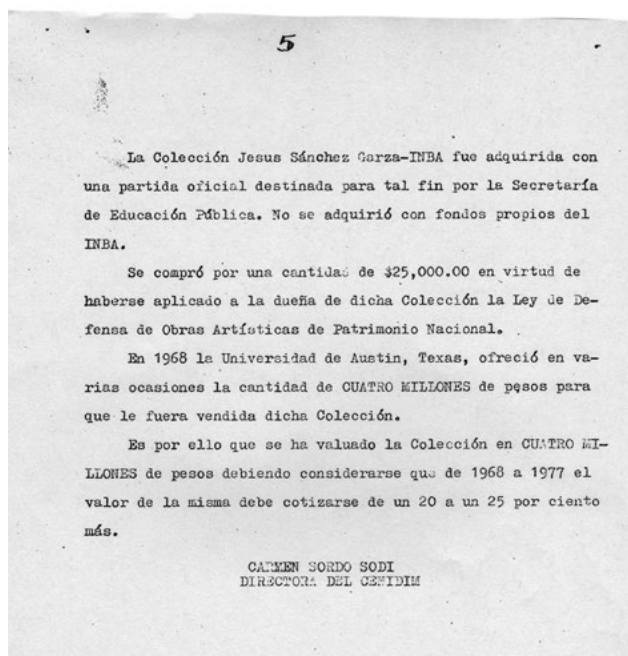 5
La Colección Jesus Sánchez Garza-INBA fue adquirida con
una partida oficial destinada para tal fin por la Secretaría
de Educación Pública. No se adquirió con fondos propios del
INBA.
Se compró por una cantidad de $25,000.00 en virtud de
haberse aplicado a la dueña de dicha Colección la Ley de De-
fensa de Obras Artísticas de Patrimonio Nacional.
En 1968 la Universidad de Austin, Texas, ofreció en va-
rias ocasiones la cantidad de CUATRO MILLONES de pesos para
que le fuera vendida dicha Colección.
Es por ello que se ha valuado la Colección en CUATRO MI-
LLONES de pesos debiendo considerarse que de 1968 a 1977 el
valor de la misma debe cotizarse de un 20 a un 25 por ciento
más.
CARMEN SORDO SODI
DIRECTORA DEL CENIDIM